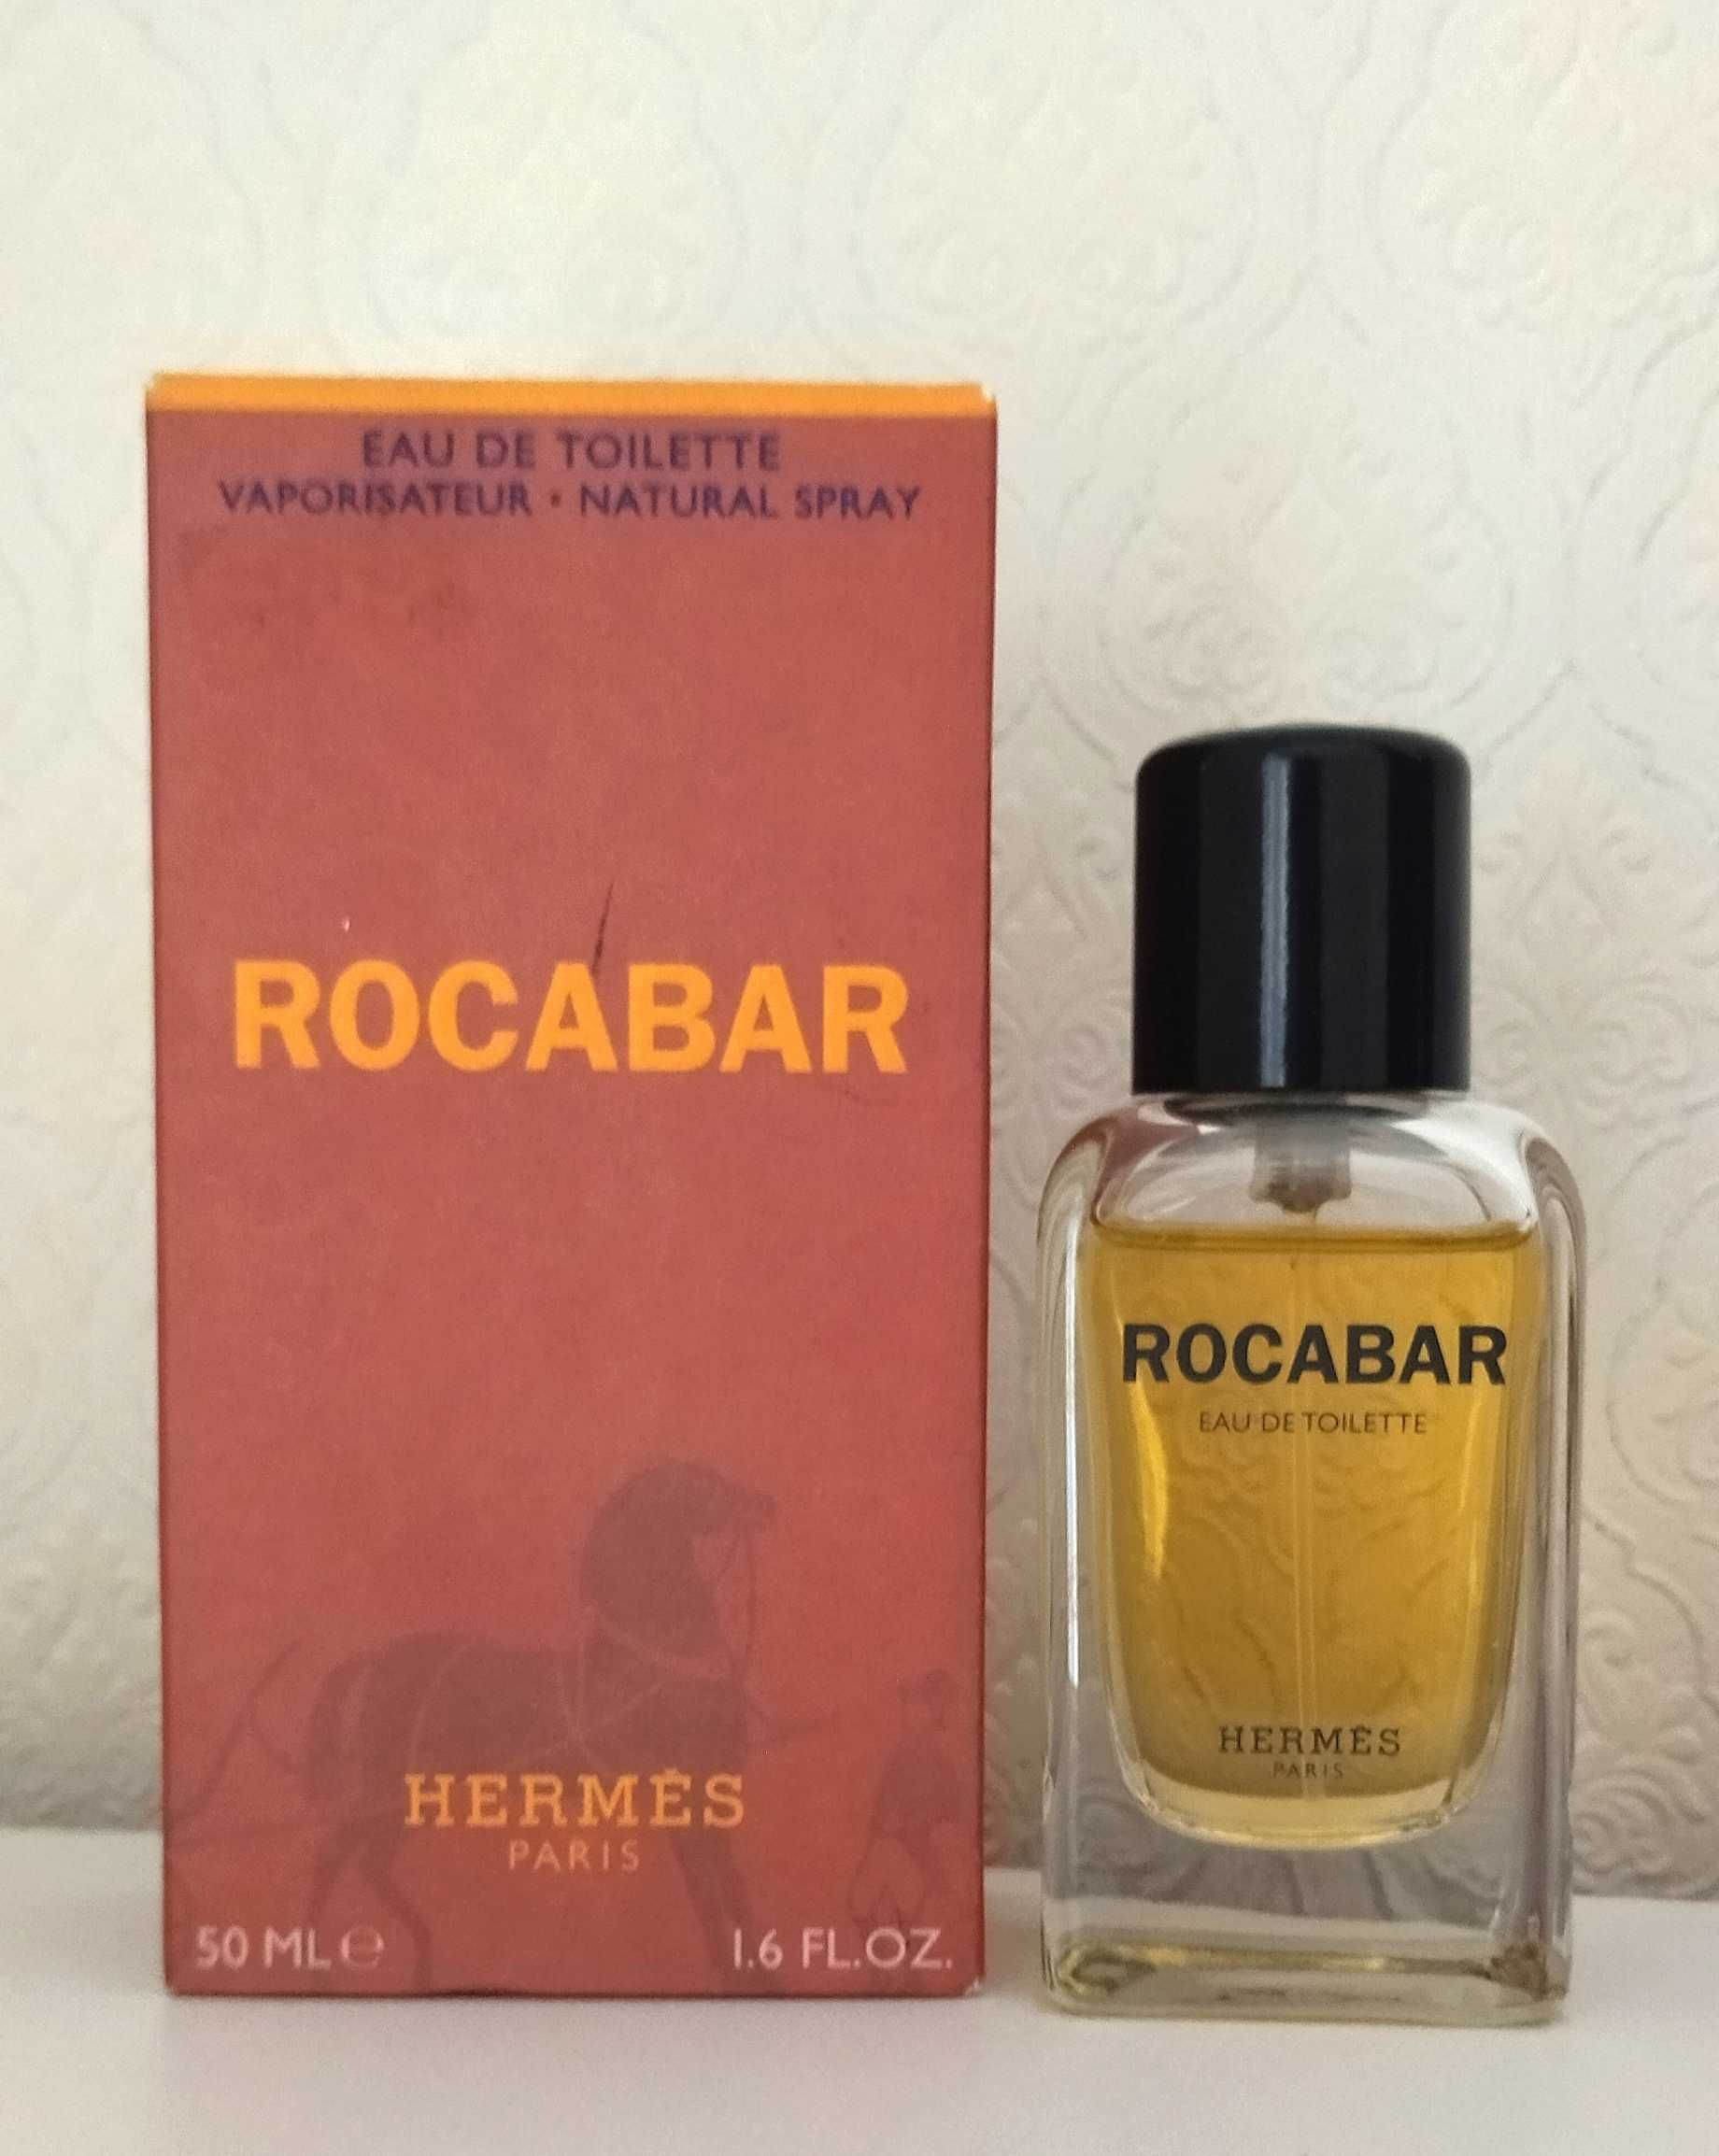 EAU DE TOILETTE
VAPORISATEUR • NATURAL SPRAY
ROCABAR
HERMÈS
PARIS
50 ML ℮
1.6 FL.OZ.
ROCABAR
EAU DE TOILETTE
HERMÈS
PARIS